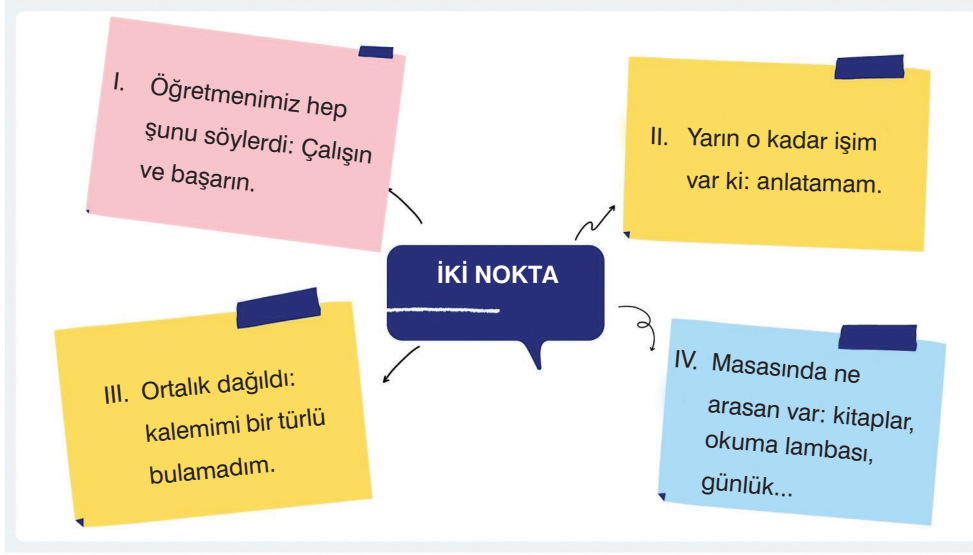 I. Öğretmenimiz hep
şunu söylerdi: Çalışın
ve başarın.
II. Yarın o kadar işim
var ki: anlatamam.
İKİ NOKTA
III. Ortalık dağıldı:
kalemimi bir türlü
bulamadım.
IV. Masasında ne
arasan var: kitaplar,
okuma lambası,
günlük...